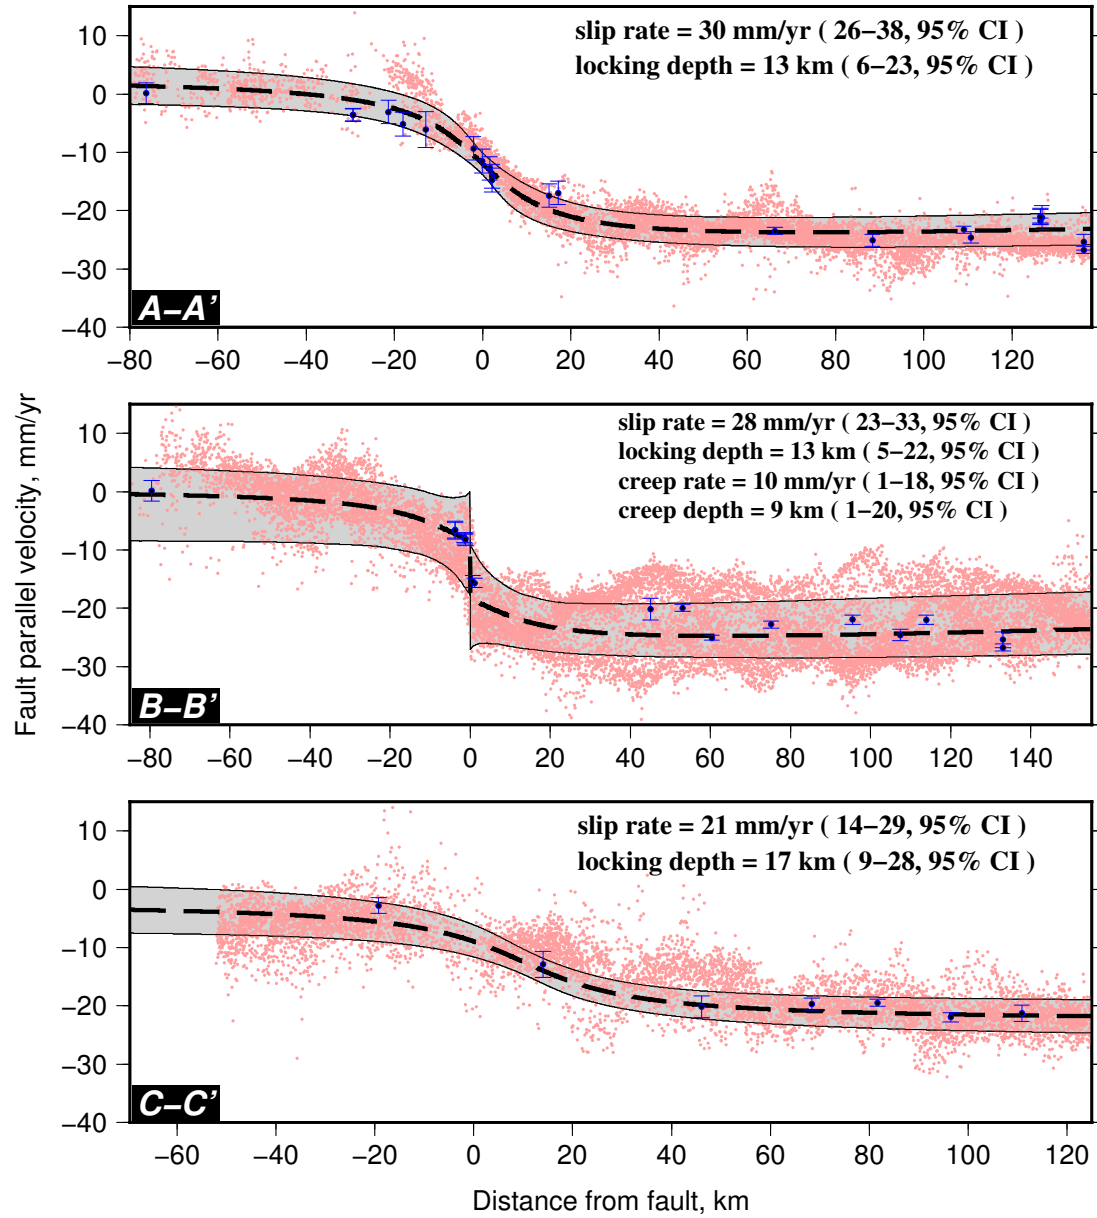 slip rate = 30 mm/yr ( 26−38, 95% CI )
locking depth = 13 km ( 6−23, 95% CI )
10
0
−10
−20
−30
−40
A−A’
−80 −60 −40 −20 0 20 40 60 80 100 120
slip rate = 28 mm/yr ( 23−33, 95% CI )
locking depth = 13 km ( 5−22, 95% CI )
creep rate = 10 mm/yr ( 1−18, 95% CI )
creep depth = 9 km ( 1−20, 95% CI )
10
0
−10
−20
−30
−40
Fault parallel velocity, mm/yr
B−B’
−80 −60 −40 −20 0 20 40 60 80 100 120 140
slip rate = 21 mm/yr ( 14−29, 95% CI )
locking depth = 17 km ( 9−28, 95% CI )
10
0
−10
−20
−30
−40
C−C’
−60 −40 −20 0 20 40 60 80 100 120
Distance from fault, km